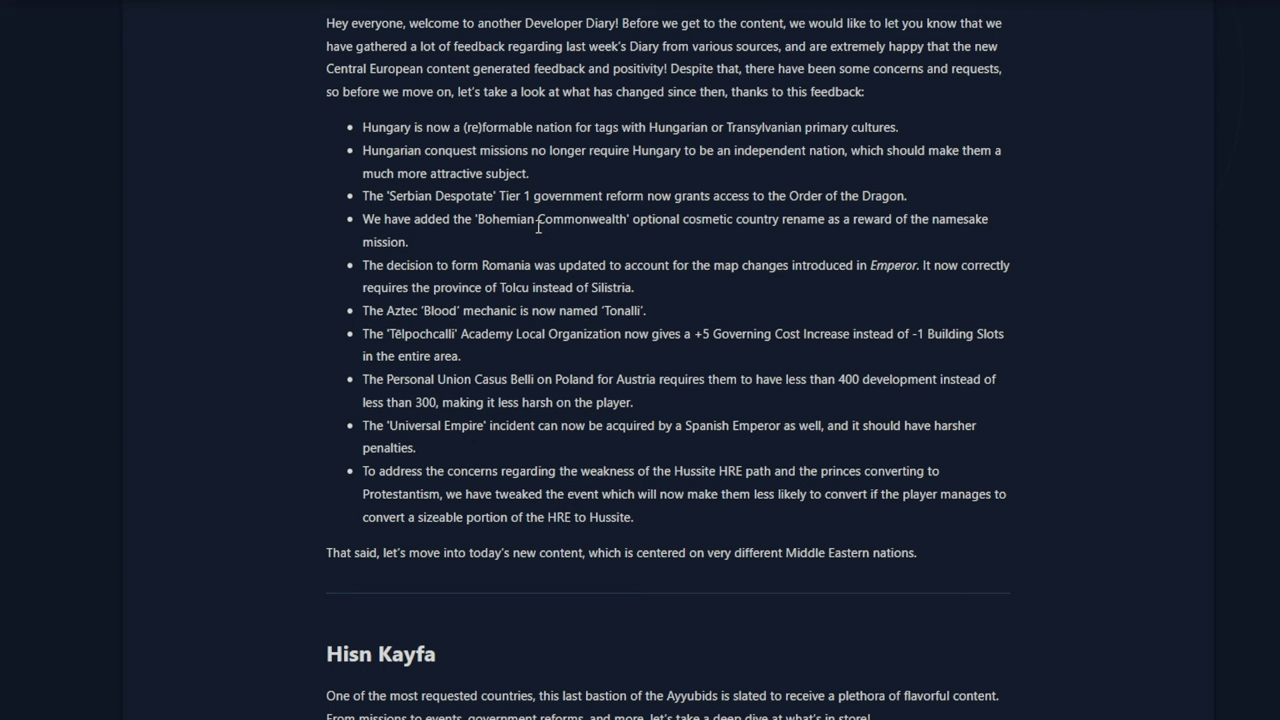 Hey everyone, welcome to another Developer Diary! Before we get to the content, we would like to let you know that we
have gathered a lot of feedback regarding last week's Diary from various sources, and are extremely happy that the new
Central European content generated feedback and positivity! Despite that, there have been some concerns and requests,
so before we move on, let's take a look at what has changed since then, thanks to this feedback:
• Hungary is now a (re)formable nation for tags with Hungarian or Transylvanian primary cultures.
• Hungarian conquest missions no longer require Hungary to be an independent nation, which should make them a
much more attractive subject.
• The 'Serbian Despotate' Tier 1 government reform now grants access to the Order of the Dragon.
• We have added the 'Bohemian Commonwealth' optional cosmetic country rename as a reward of the namesake
mission.
• The decision to form Romania was updated to account for the map changes introduced in Emperor. It now correctly
requires the province of Tolcu instead of Silistria.
• The Aztec 'Blood' mechanic is now named 'Tonalli'.
• The 'Tēlpochcalli' Academy Local Organization now gives a +5 Governing Cost Increase instead of -1 Building Slots
in the entire area.
• The Personal Union Casus Belli on Poland for Austria requires them to have less than 400 development instead of
less than 300, making it less harsh on the player.
• The 'Universal Empire' incident can now be acquired by a Spanish Emperor as well, and it should have harsher
penalties.
• To address the concerns regarding the weakness of the Hussite HRE path and the princes converting to
Protestantism, we have tweaked the event which will now make them less likely to convert if the player manages to
convert a sizeable portion of the HRE to Hussite.
That said, let's move into today's new content, which is centered on very different Middle Eastern nations.
Hisn Kayfa
One of the most requested countries, this last bastion of the Ayyubids is slated to receive a plethora of flavorful content.
From missions to events, government reforms, and more, let's take a deep dive at what's in store!